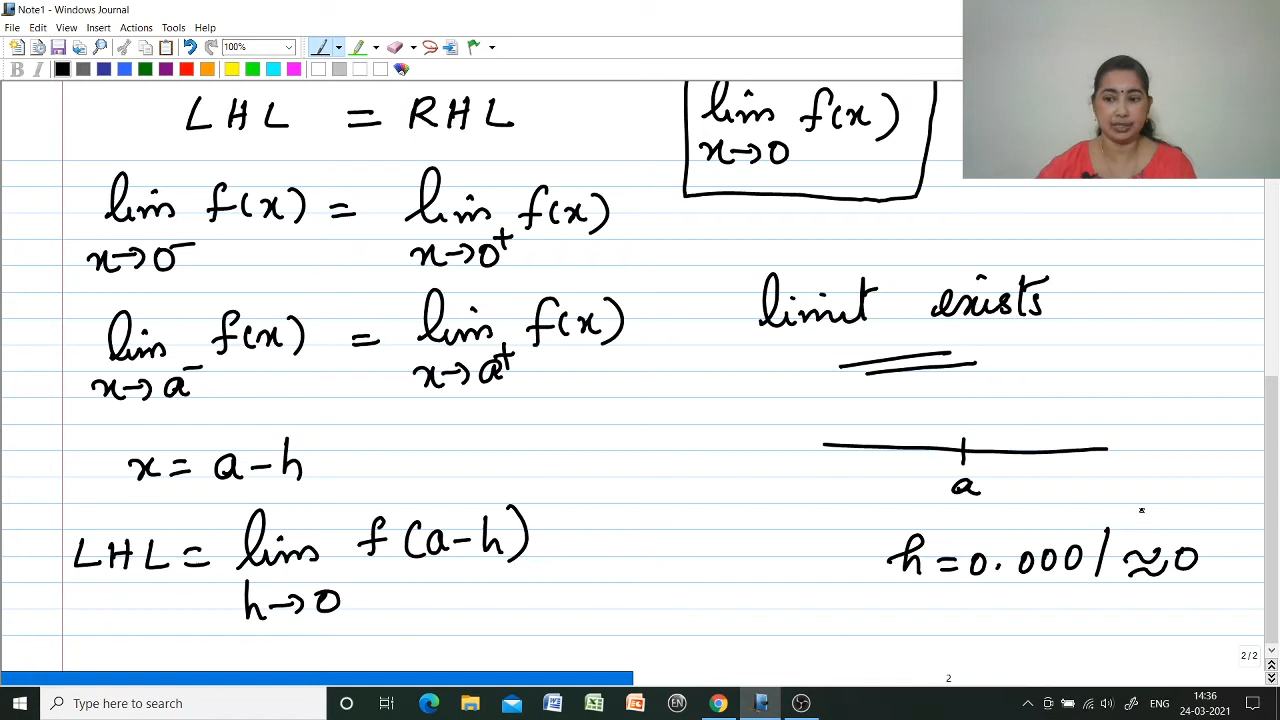 Note1 - Windows Journal
File Edit View Insert Actions Tools Help
100%
B I
LHL = RHL
lim f(x)
x→0
lim f(x) = lim f(x)
x→0⁻ x→0⁺
limit exists
lim f(x) = lim f(x)
x→a⁻ x→a⁺
x = a-h
a
LHL = lim f(a-h)
h→0
h = 0.0001 ≈ 0
2/2
2
Type here to search
EN
ENG
14:36
24-03-2021